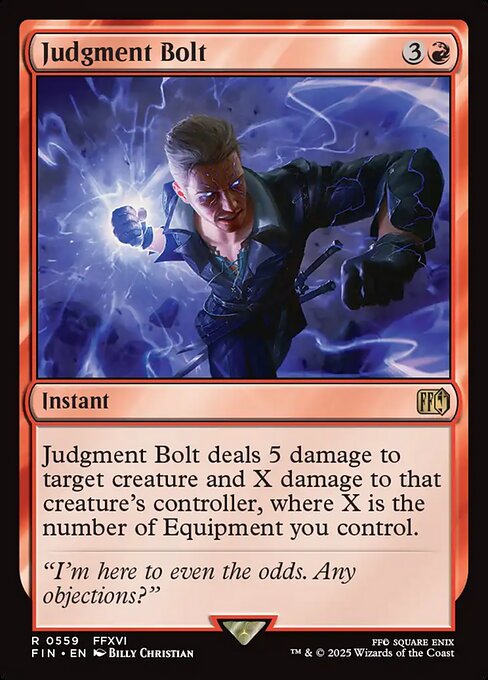 Judgment Bolt 3
Instant
Judgment Bolt deals 5 damage to
target creature and X damage to that
creature's controller, where X is the
number of Equipment you control.
“I'm here to even the odds. Any
objections?”
R 0559 FFXVI
FIN • EN Billy Christian
FF® SQUARE ENIX
™ & © 2025 Wizards of the Coast